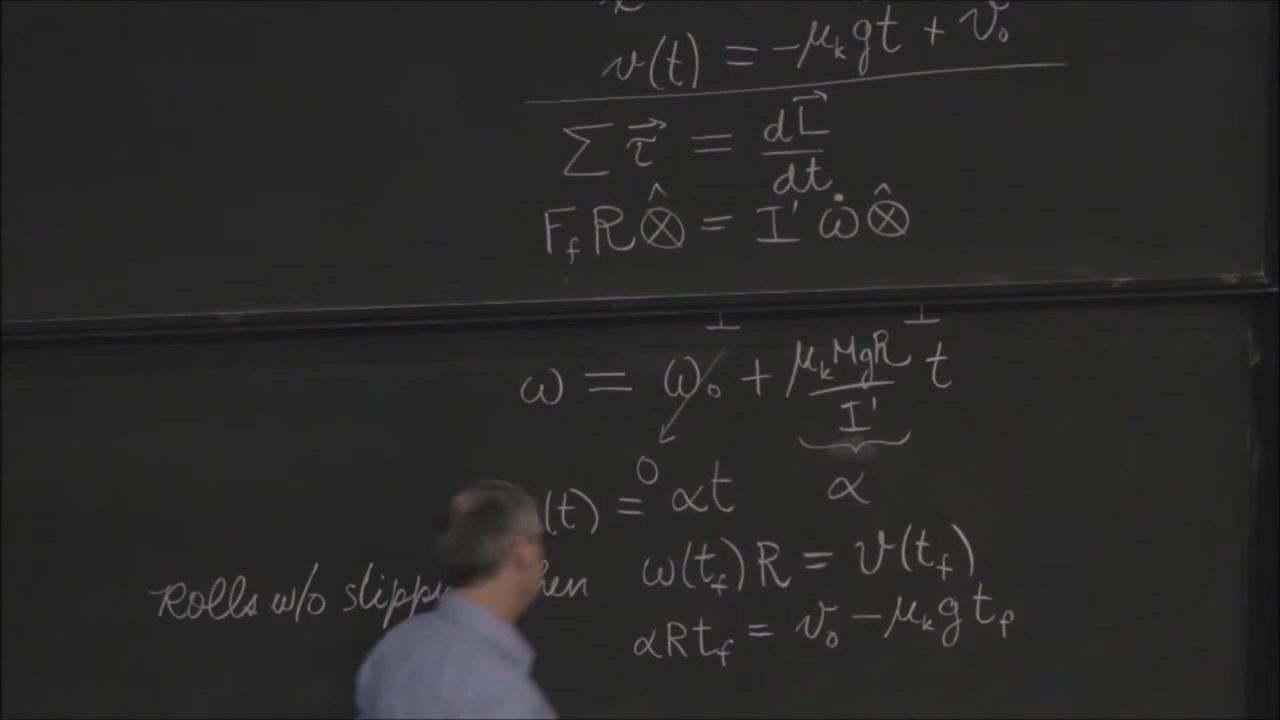 v(t) = -μₖgt + v₀
Σ τ⃗ = dL⃗/dt
F_f R ⊗̂ = I' ω̇ ⊗̂
ω = ω₀ + μₖMgR/I' t
0
α
(t) = αt
Rolls w/o slipp
ω(t_f)R = v(t_f)
αRt_f = v₀ - μₖgt_f